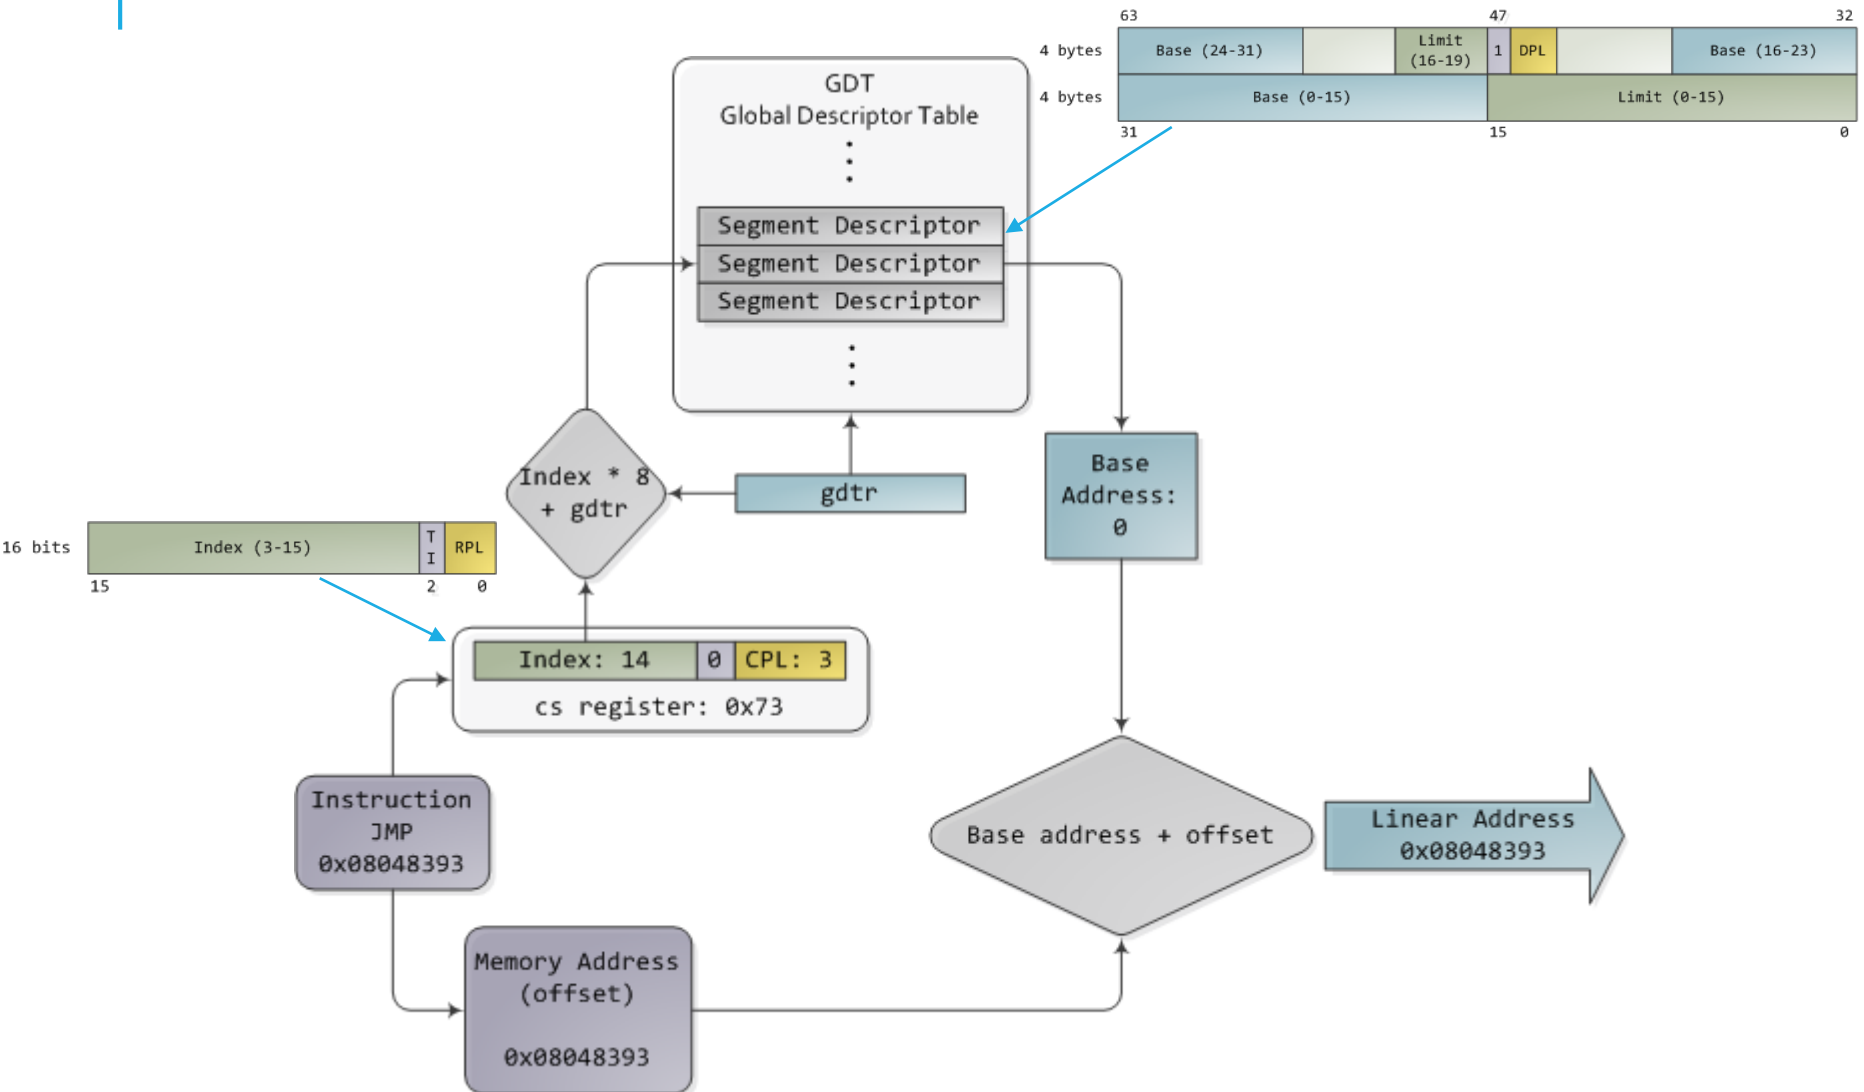 63 47 32
4 bytes Base (24-31) Limit (16-19) 1 DPL Base (16-23)
4 bytes Base (0-15) Limit (0-15)
31 15 0
GDT
Global Descriptor Table
Segment Descriptor
Segment Descriptor
Segment Descriptor
Index * 8
+ gdtr
gdtr
Base
Address:
0
16 bits Index (3-15) TI RPL
15 2 0
Index: 14 0 CPL: 3
cs register: 0x73
Instruction
JMP
0x08048393
Memory Address
(offset)
0x08048393
Base address + offset
Linear Address
0x08048393